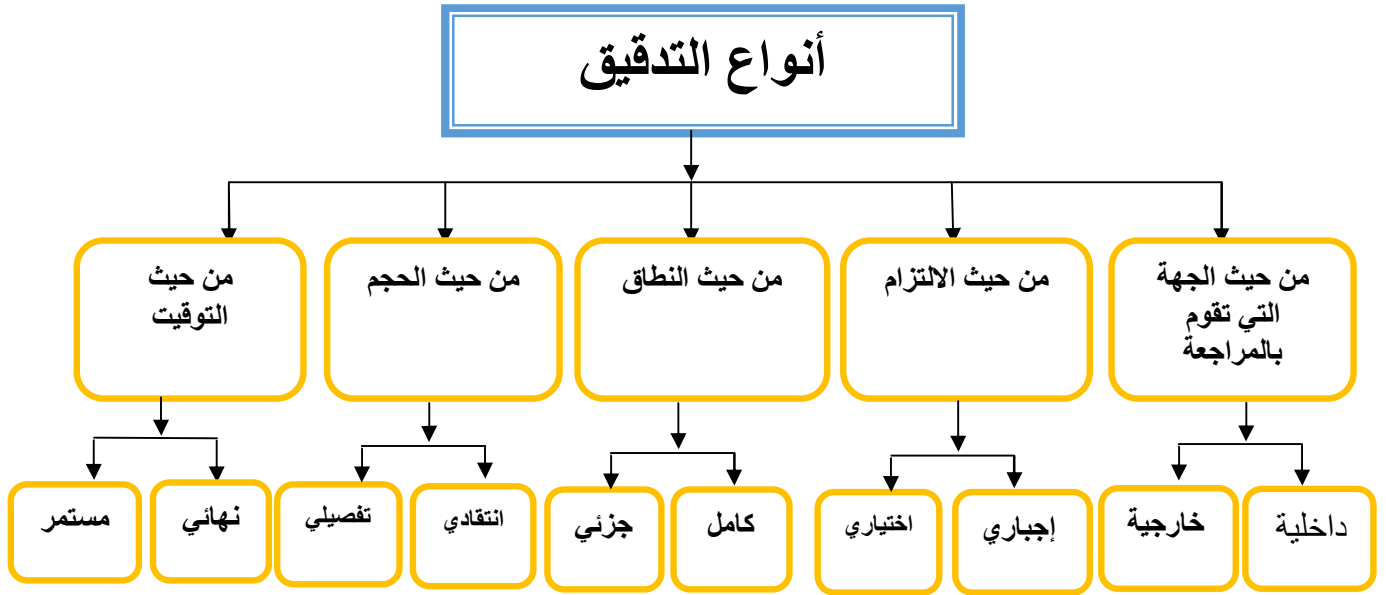 أنواع التدقيق
من حيث الجهة
التي تقوم
بالمراجعة
من حيث الالتزام
من حيث النطاق
من حيث الحجم
من حيث
التوقيت
داخلية
خارجية
إجباري
اختياري
كامل
جزئي
انتقادي
تفصيلي
نهائي
مستمر